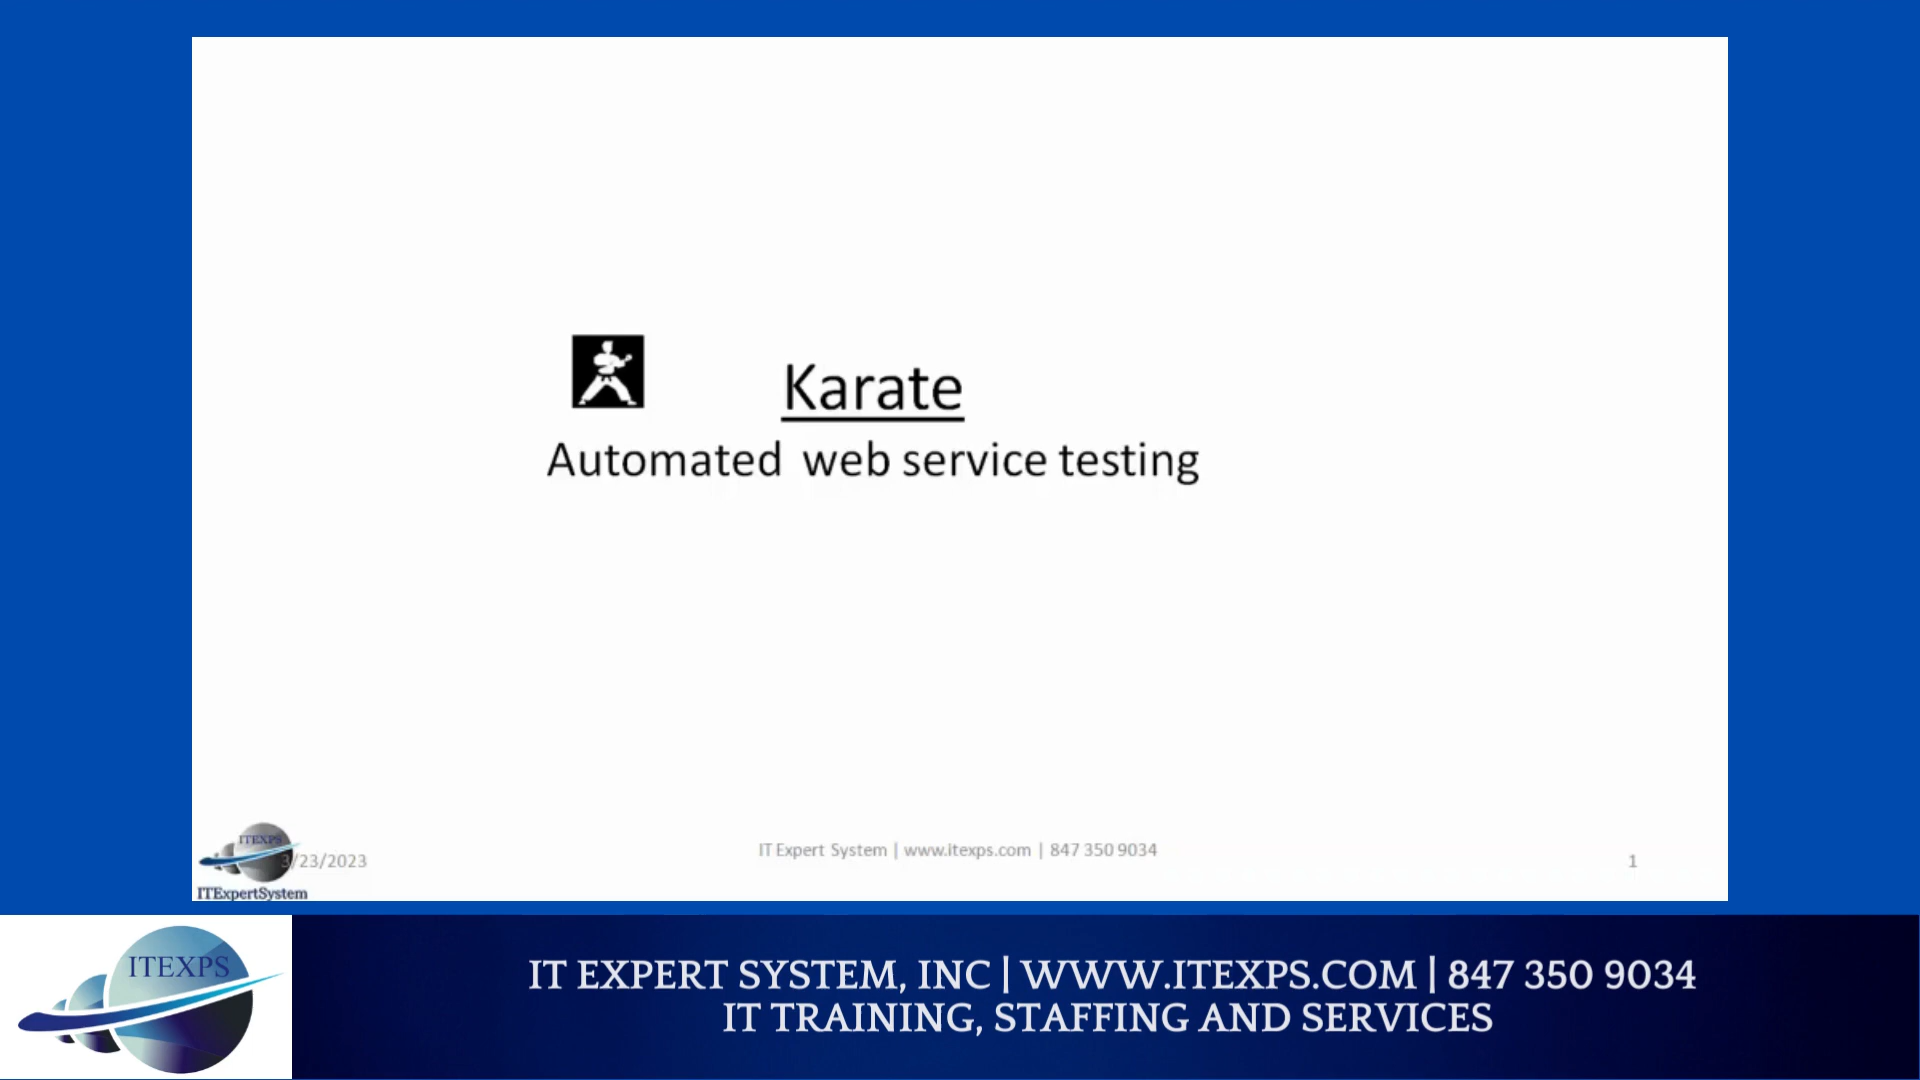 Karate
Automated web service testing
ITEXPS
3/23/2023
ITExpertSystem
IT Expert System | www.itexps.com | 847 350 9034
1
ITEXPS
IT EXPERT SYSTEM, INC | WWW.ITEXPS.COM | 847 350 9034
IT TRAINING, STAFFING AND SERVICES